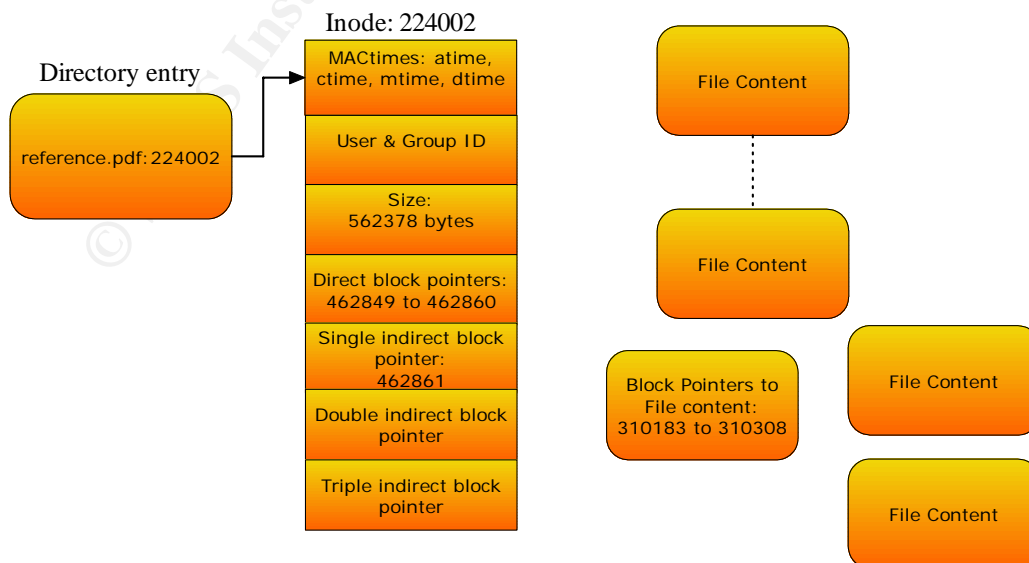 Inode: 224002
Directory entry
reference.pdf:224002
MACtimes: atime,
ctime, mtime, dtime
User & Group ID
Size:
562378 bytes
Direct block pointers:
462849 to 462860
Single indirect block
pointer:
462861
Double indirect block
pointer
Triple indirect block
pointer
File Content
File Content
Block Pointers to
File content:
310183 to 310308
File Content
File Content